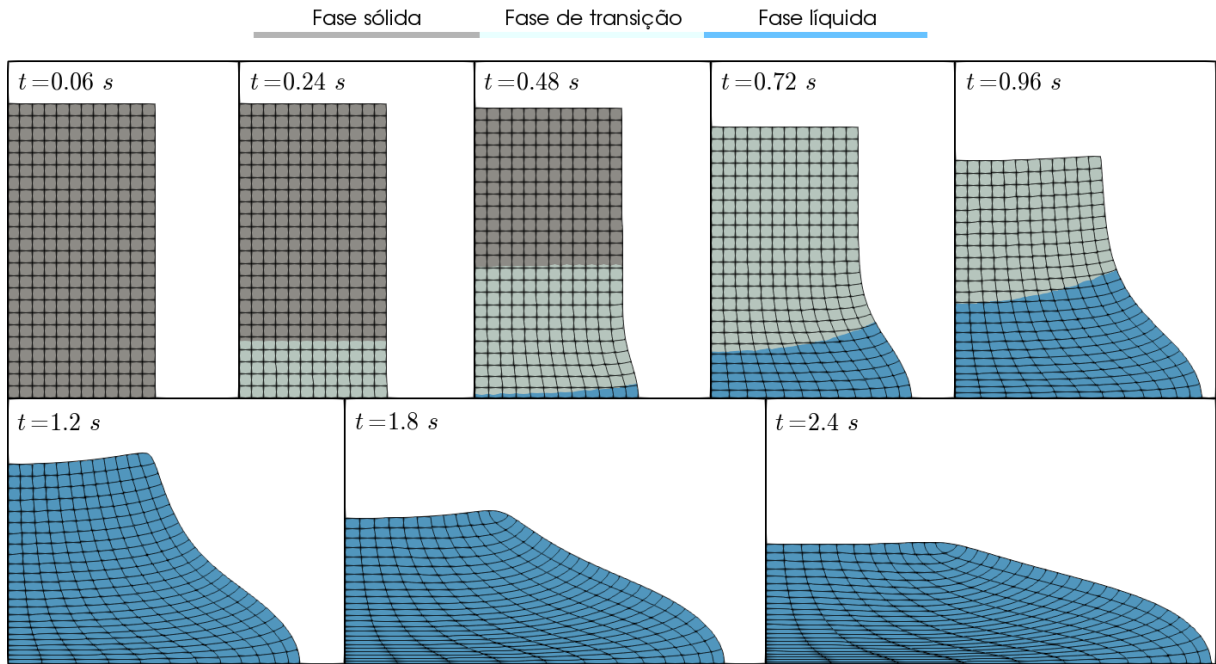 Fase sólida Fase de transição Fase líquida
t=0.06 s t=0.24 s t=0.48 s t=0.72 s t=0.96 s
t=1.2 s t=1.8 s t=2.4 s